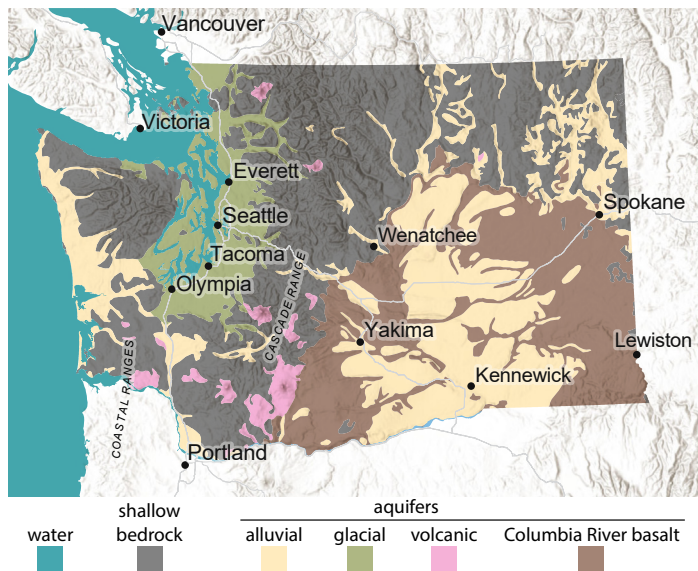 Vancouver
Victoria
Everett
Seattle
Spokane
Wenatchee
Tacoma
Olympia
CASCADE RANGE
Yakima
Lewiston
COASTAL RANGES
Kennewick
Portland
water
shallow
bedrock
aquifers
alluvial
glacial
volcanic
Columbia River basalt